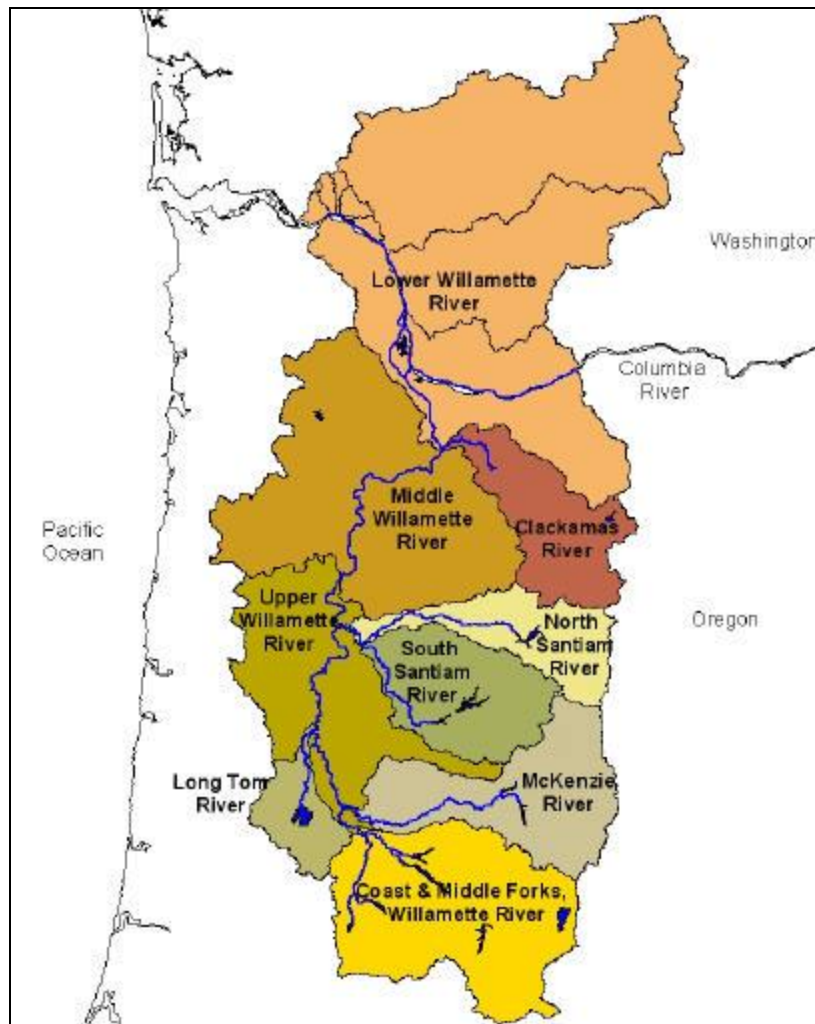 Washington
Lower Willamette
River
Columbia
River
Middle
Willamette
River
Clackamas
River
Pacific
Ocean
Upper
Willamette
River
North
Santiam
River
Oregon
South
Santiam
River
Long Tom
River
McKenzie
River
Coast & Middle Forks,
Willamette River